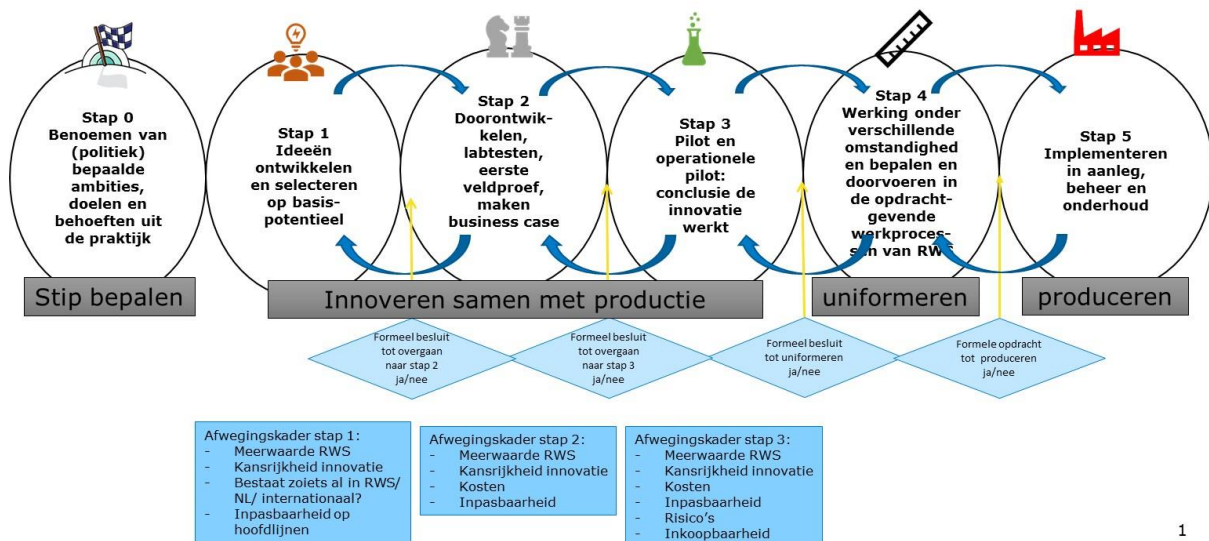 Stap 0
Benoemen van
(politiek)
bepaalde
ambities,
doelen en
behoeften uit
de praktijk
Stap 1
Ideeën
ontwikkelen
en selecteren
op basis-
potentieel
Stap 2
Doorontwik-
kelen,
labtesten,
eerste
veldproef,
maken
business case
Stap 3
Pilot en
operationele
pilot:
conclusie de
innovatie
werkt
Stap 4
Werking onder
verschillende
omstandighed
en bepalen en
doorvoeren in
de opdracht-
gevende
werkproces-
sen van RWS
Stap 5
Implementeren
in aanleg,
beheer en
onderhoud
Stip bepalen
Innoveren samen met productie
uniformeren
produceren
Formeel besluit
tot overgaan
naar stap 2
ja/nee
Formeel besluit
tot overgaan
naar stap 3
ja/nee
Formeel besluit
tot uniformeren
ja/nee
Formele opdracht
tot produceren
ja/nee
Afwegingskader stap 1:
- Meerwaarde RWS
- Kansrijkheid innovatie
- Bestaat zoiets al in RWS/
NL/ internationaal?
- Inpasbaarheid op
hoofdlijnen
Afwegingskader stap 2:
- Meerwaarde RWS
- Kansrijkheid innovatie
- Kosten
- Inpasbaarheid
Afwegingskader stap 3:
- Meerwaarde RWS
- Kansrijkheid innovatie
- Kosten
- Inpasbaarheid
- Risico's
- Inkoopbaarheid
1